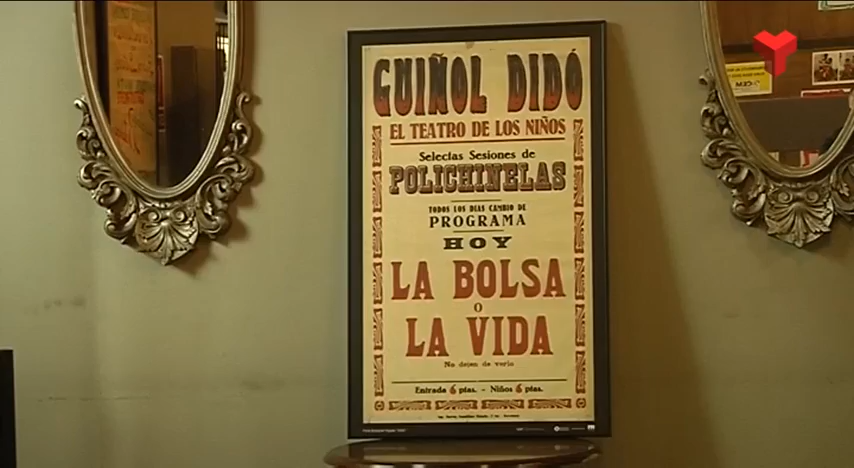 GUIÑOL DIDÓ
EL TEATRO DE LOS NIÑOS
Selectas Sesiones de
POLICHINELAS
TODOS LOS DIAS CAMBIO DE
PROGRAMA
HOY
LA BOLSA
O
LA VIDA
No dejen de verlo
Entrada 6 ptas. - Niños 6 ptas.